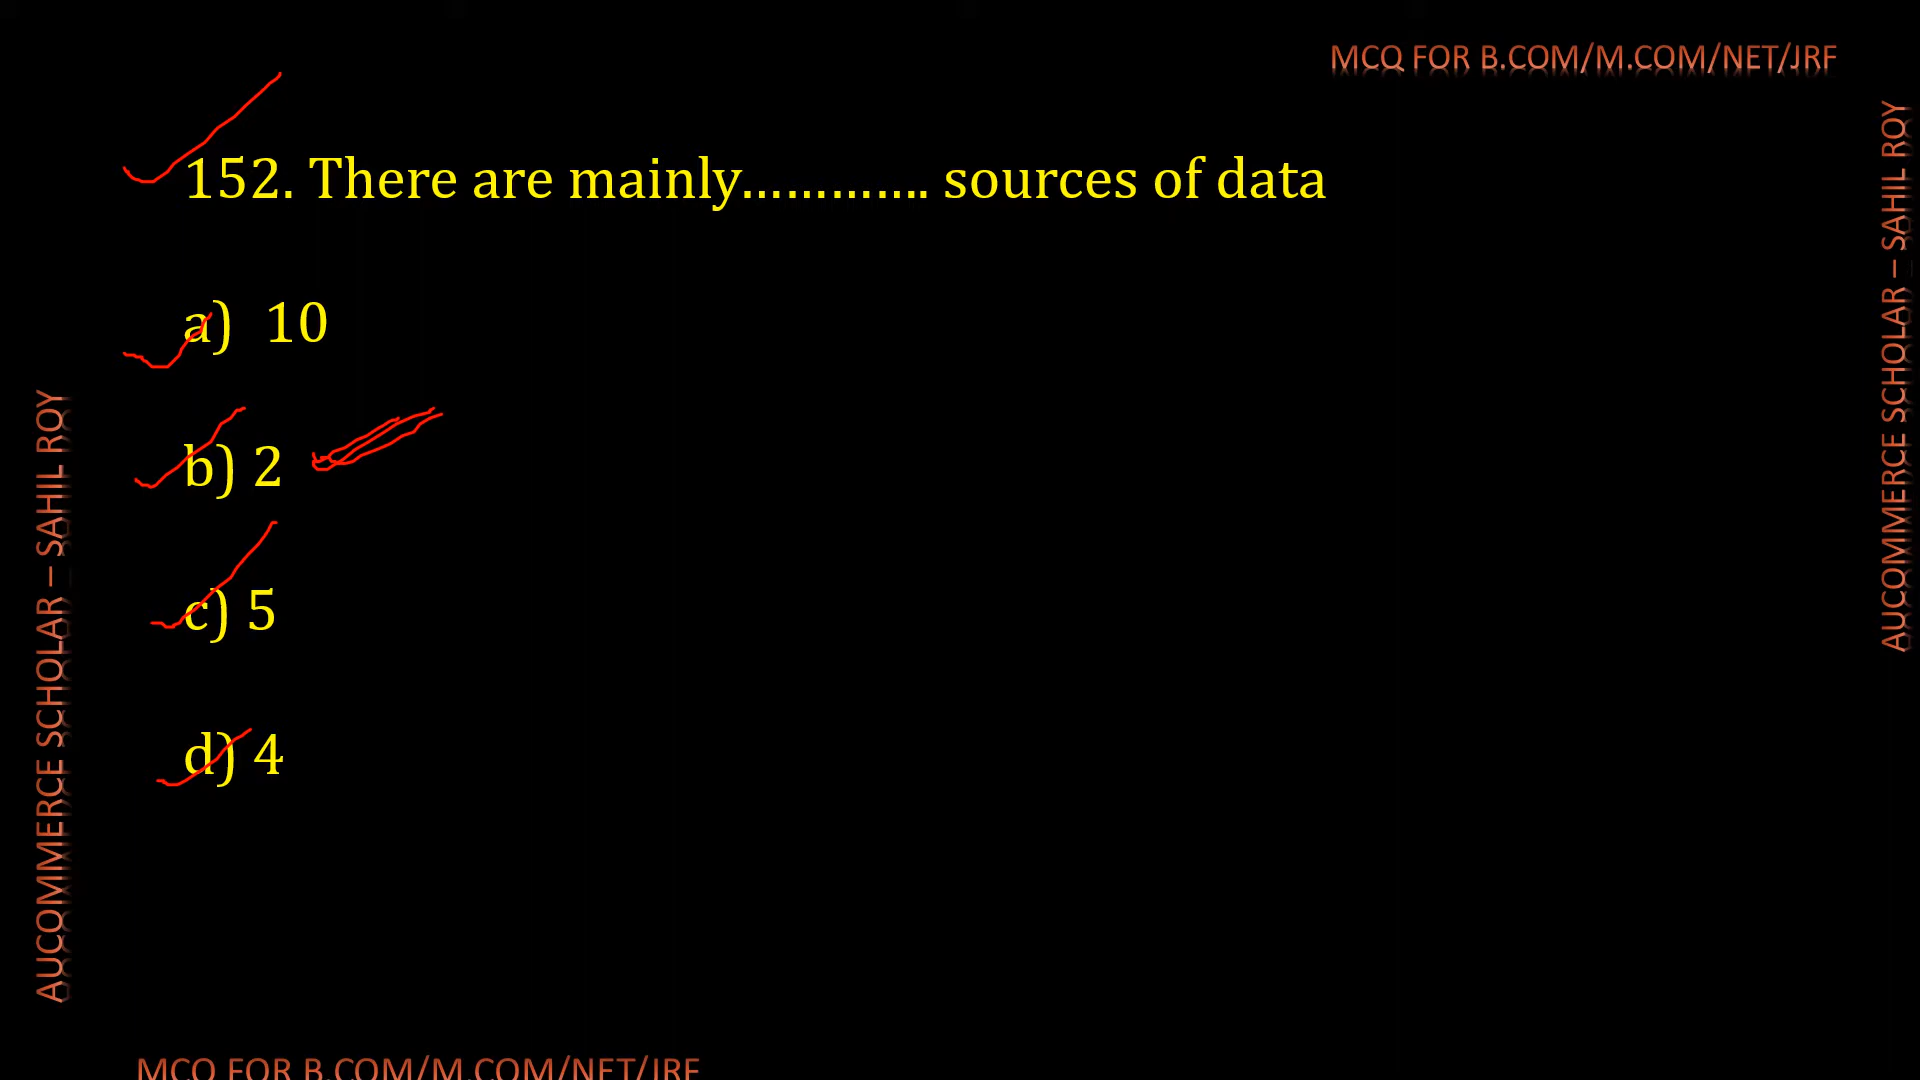 MCQ FOR B.COM/M.COM/NET/JRF
152. There are mainly............. sources of data
a) 10
b) 2
c) 5
d) 4
AUCOMMERCE SCHOLAR – SAHIL ROY
AUCOMMERCE SCHOLAR – SAHIL ROY
MCQ FOR B.COM/M.COM/NET/JRF